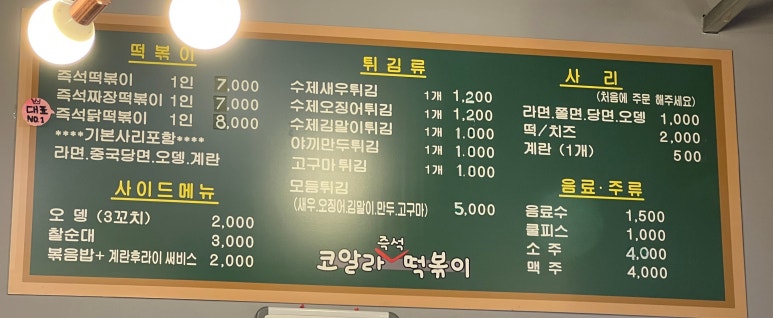 떡볶이
즉석떡볶이 1인 7,000
즉석짜장떡볶이 1인 7,000
대표
NO.1
즉석닭떡볶이 1인 8,000
****기본사리포함****
라면.중국당면.오뎅.계란
사이드메뉴
오 뎅 (3꼬치) 2,000
찰순대 3,000
볶음밥+계란후라이써비스 2,000
튀김류
수제새우튀김 1개 1,200
수제오징어튀김 1개 1,200
수제김말이튀김 1개 1.000
야끼만두튀김 1개 1.000
고구마튀김 1개 1.000
모듬튀김
(새우.오징어.김말이.만두.고구마) 5,000
즉석
코알라 떡볶이
사 리
(처음에 주문 해주세요)
라면.쫄면.당면.오뎅 1,000
떡/치즈 2,000
계란 (1개) 500
음료·주류
음료수 1,500
쿨피스 1,000
소 주 4,000
맥 주 4,000